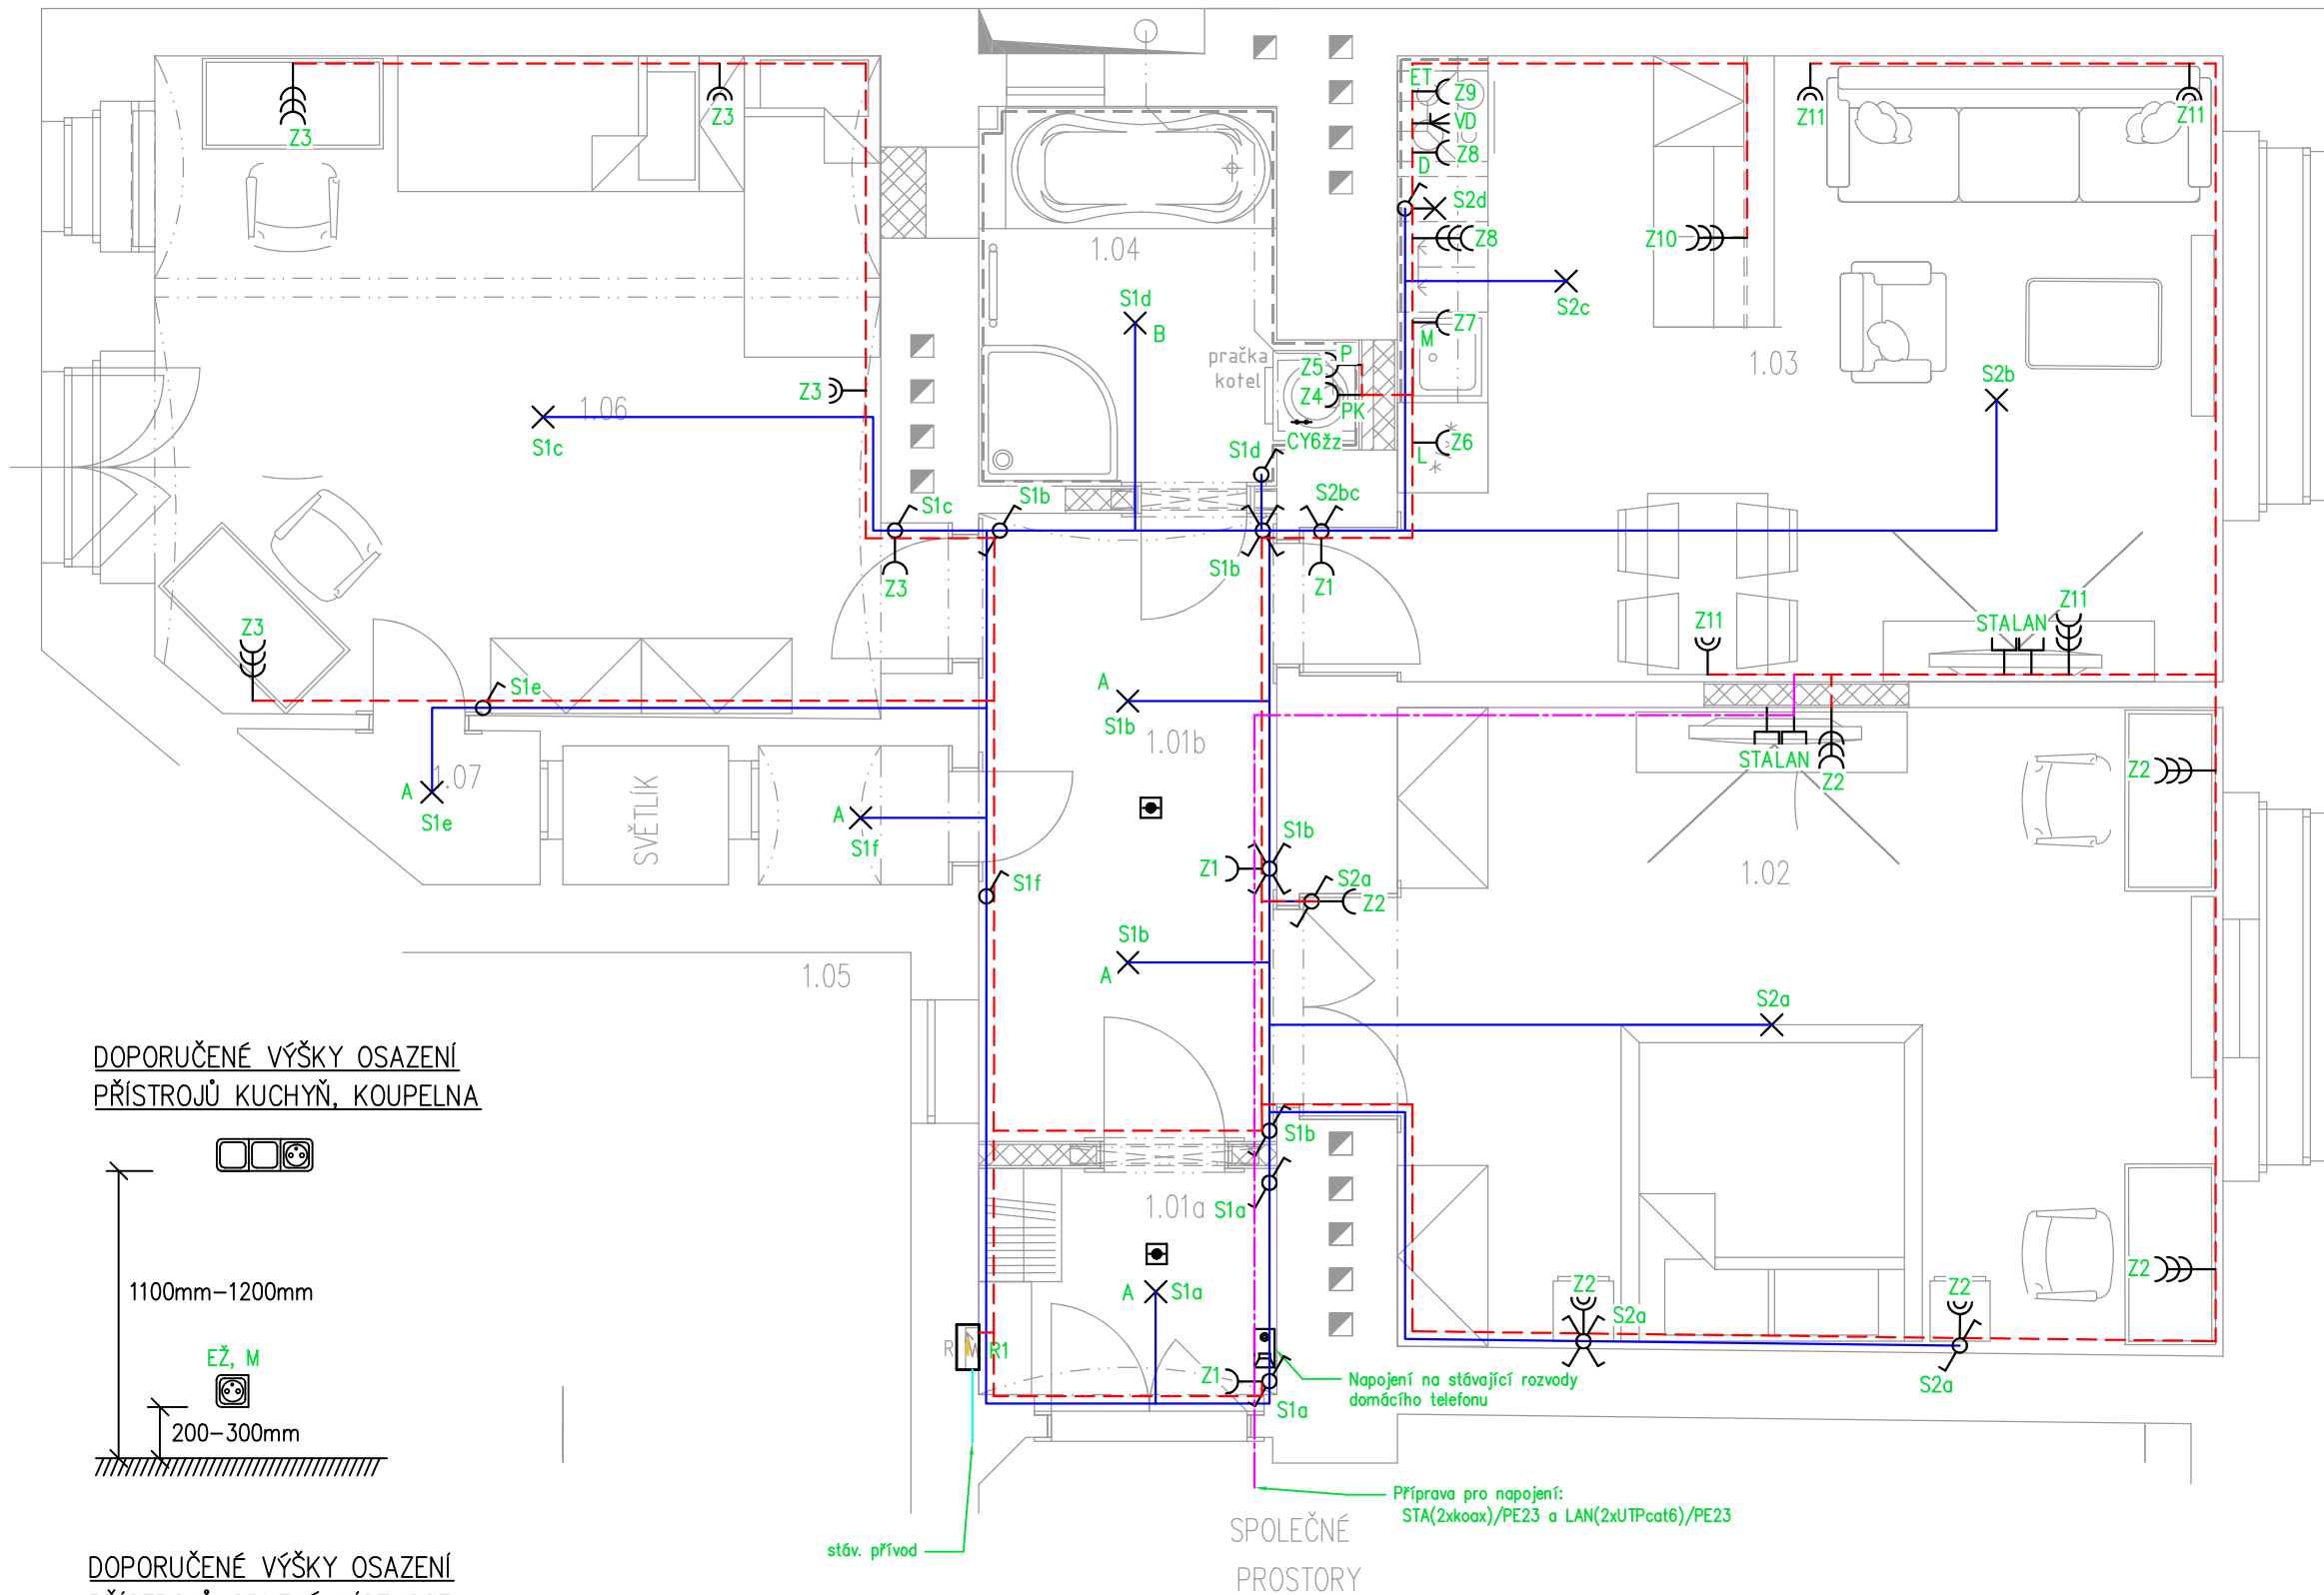 Z3
Z3
ET
Z9
VD
D
Z8
S2d
Z8
Z10
Z11
Z11
1.04
S1d
B
S2c
M
Z7
pračka
kotel
Z5
P
Z4
PK
CY6žz
1.03
S2b
Z3
1.06
S1c
S1d
L
Z6
S1c
S1b
S2bc
Z3
S1b
Z1
Z3
S1e
Z11
STALAN
Z11
A
S1b
1.01b
1.07
A
S1e
SVĚTLÍK
A
S1f
STALAN
Z2
Z2
S1f
Z1
S1b
S2a
Z2
1.02
S1b
A
1.05
S2a
S1b
1.01a
S1a
A
S1a
Z2
Z2
S2a
Z2
R1
Z1
S1a
S2a
Napojení na stávající rozvody
domácího telefonu
DOPORUČENÉ VÝŠKY OSAZENÍ
PŘÍSTROJŮ KUCHYŇ, KOUPELNA
1100mm–1200mm
EŽ, M
200–300mm
Příprava pro napojení:
STA(2xkoax)/PE23 a LAN(2xUTPcat6)/PE23
stáv. přívod
SPOLEČNÉ
PROSTORY
DOPORUČENÉ VÝŠKY OSAZENÍ